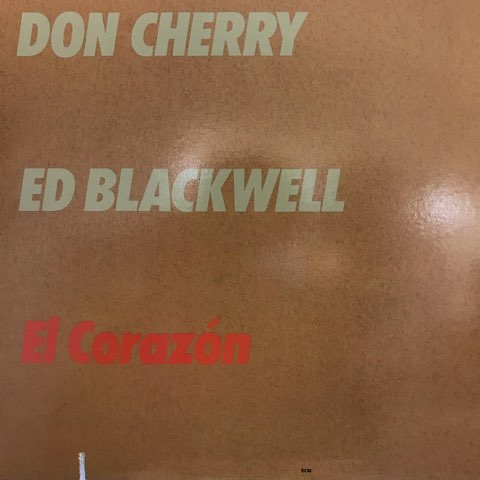 DON CHERRY
ED BLACKWELL
El Corazón
ECM